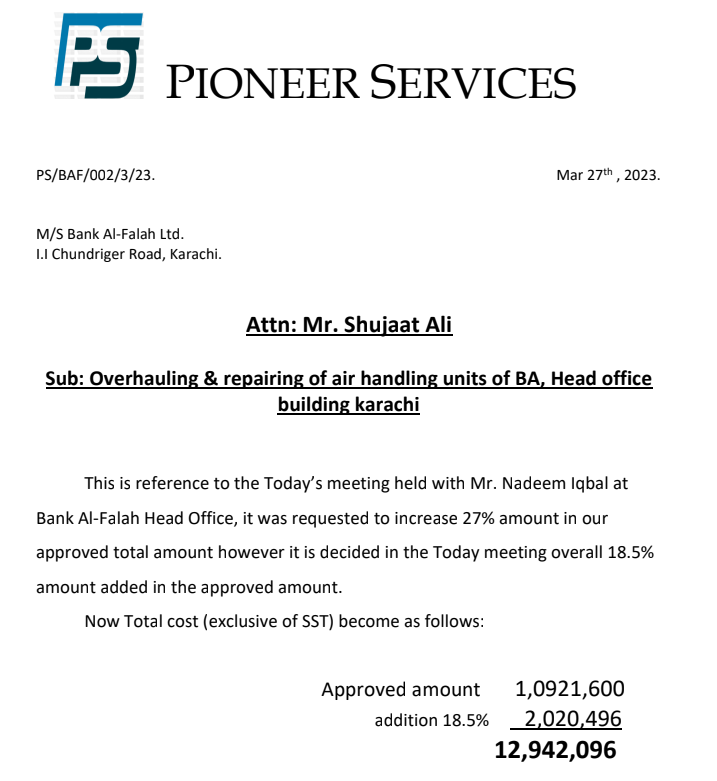 PS
PIONEER SERVICES
PS/BAF/002/3/23. Mar 27th , 2023.
M/S Bank Al-Falah Ltd.
I.I Chundriger Road, Karachi.
Attn: Mr. Shujaat Ali
Sub: Overhauling & repairing of air handling units of BA, Head office
building karachi
This is reference to the Today’s meeting held with Mr. Nadeem Iqbal at
Bank Al-Falah Head Office, it was requested to increase 27% amount in our
approved total amount however it is decided in the Today meeting overall 18.5%
amount added in the approved amount.
Now Total cost (exclusive of SST) become as follows:
Approved amount 1,0921,600
addition 18.5% 2,020,496
12,942,096